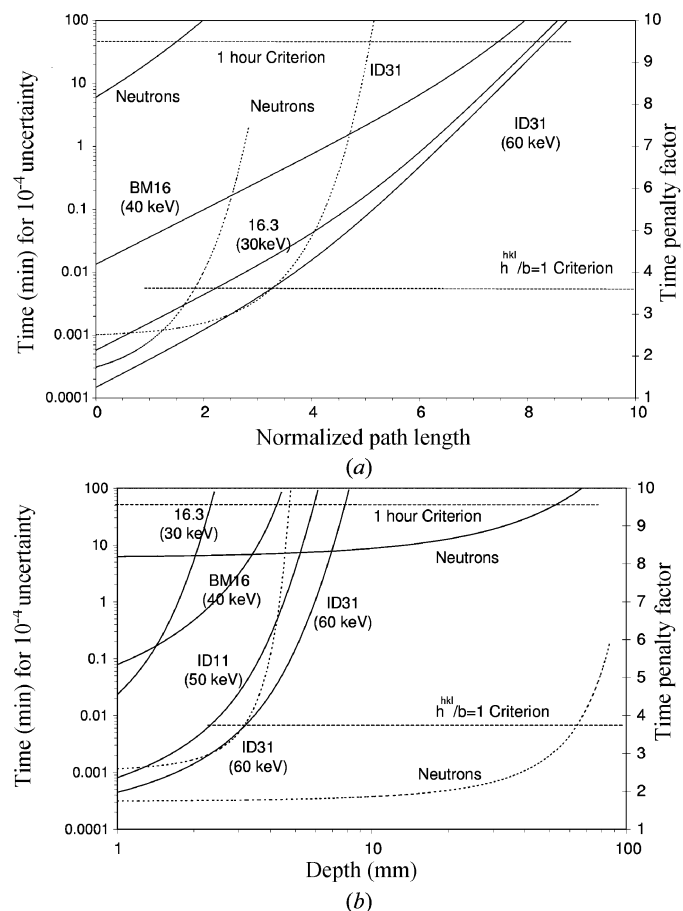 (a)
100
10
1
0.1
0.01
0.001
0.0001
Time (min) for 10⁻⁴ uncertainty
10
9
8
7
6
5
4
3
2
1
Time penalty factor
1 hour Criterion
ID31
Neutrons
Neutrons
ID31
(60 keV)
BM16
(40 keV)
16.3
(30keV)
hkl
h /b=1 Criterion
0 2 4 6 8 10
Normalized path length
(a)
(b)
100
10
1
0.1
0.01
0.001
0.0001
Time (min) for 10⁻⁴ uncertainty
10
9
8
7
6
5
4
3
2
1
Time penalty factor
16.3
(30 keV)
1 hour Criterion
Neutrons
BM16
(40 keV)
ID31
(60 keV)
ID11
(50 keV)
hkl
h /b=1 Criterion
ID31
(60 keV)
Neutrons
1 10 100
Depth (mm)
(b)